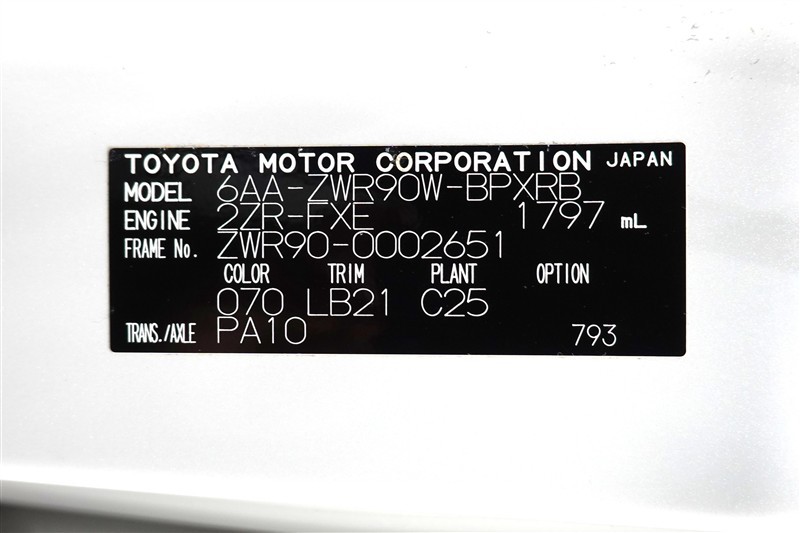 TOYOTA MOTOR CORPORATION JAPAN
MODEL 6AA-ZWR90W-BPXRB
ENGINE 2ZR-FXE 1797 mL
FRAME No. ZWR90-0002651
COLOR TRIM PLANT OPTION
070 LB21 C25
TRANS./AXLE PA10 793